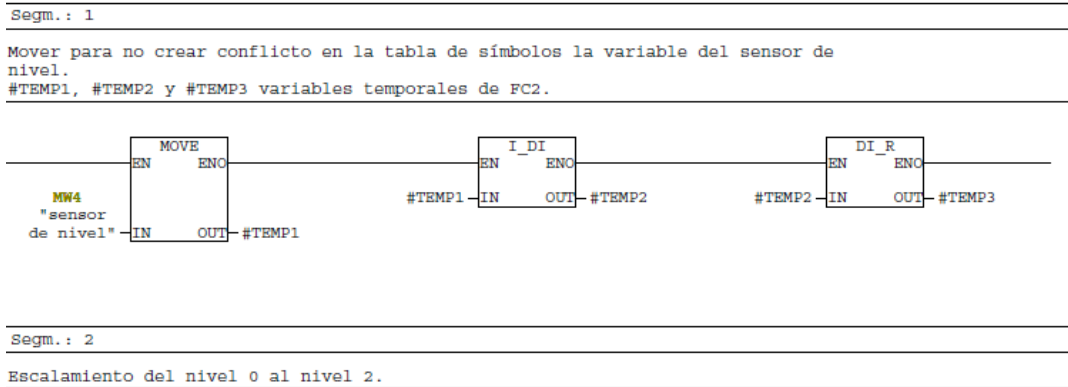 Segm.: 1
Mover para no crear conflicto en la tabla de símbolos la variable del sensor de
nivel.
#TEMP1, #TEMP2 y #TEMP3 variables temporales de FC2.
MOVE
EN ENO
MW4
"sensor
de nivel" IN OUT #TEMP1
I_DI
EN ENO
#TEMP1 IN OUT #TEMP2
DI_R
EN ENO
#TEMP2 IN OUT #TEMP3
Segm.: 2
Escalamiento del nivel 0 al nivel 2.